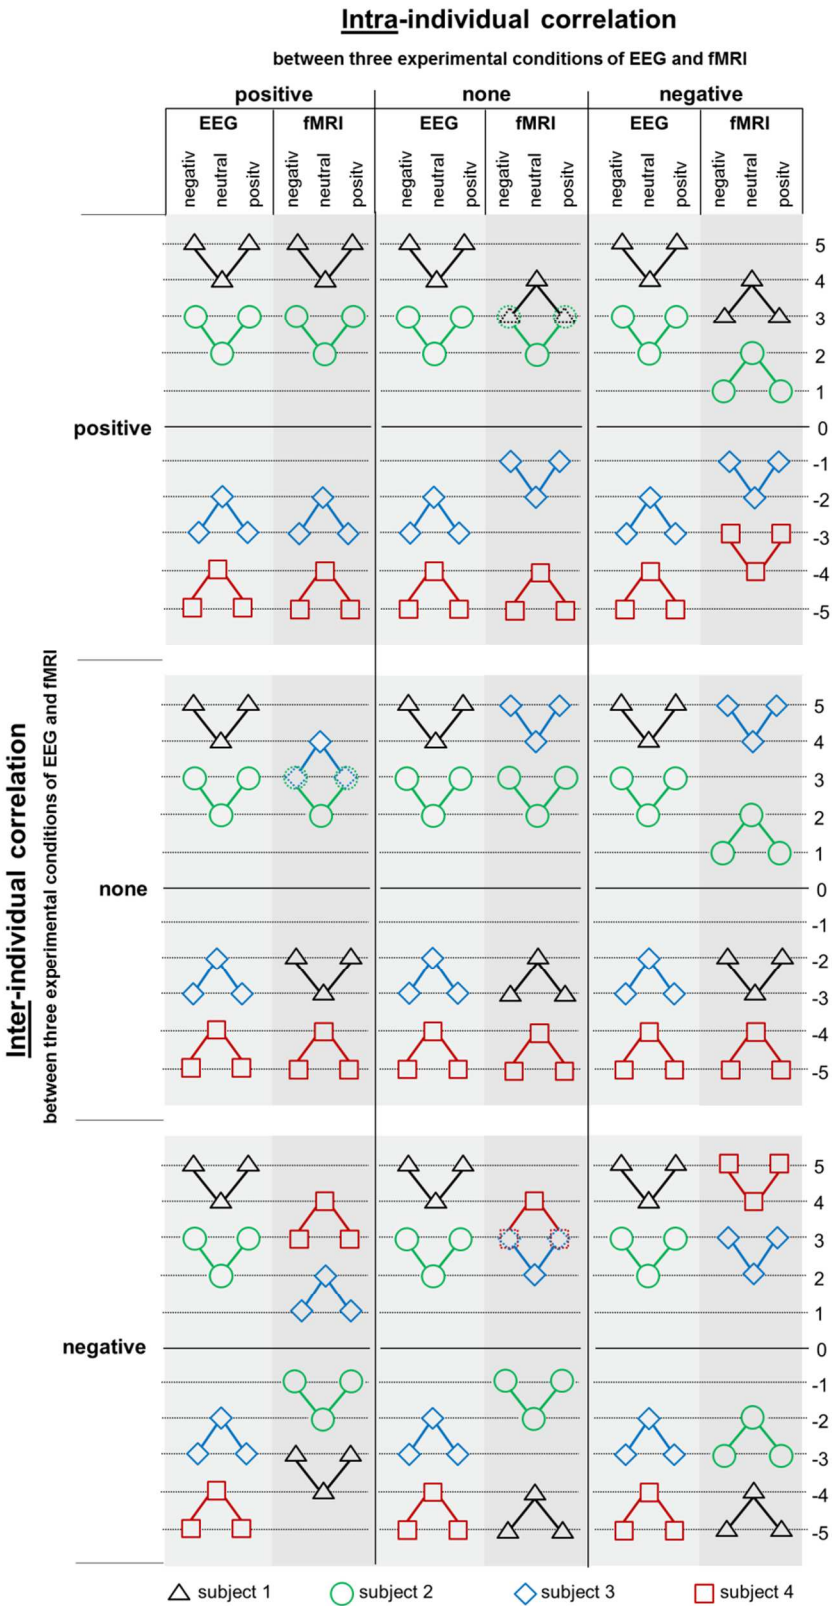 Intra-individual correlation
between three experimental conditions of EEG and fMRI
positive none negative
EEG fMRI EEG fMRI EEG fMRI
negativ neutral positv negativ neutral positv negativ neutral positv negativ neutral positv negativ neutral positv negativ neutral positv
Inter-individual correlation
between three experimental conditions of EEG and fMRI
5
4
3
2
1
positive 0
-1
-2
-3
-4
-5
5
4
3
2
1
none 0
-1
-2
-3
-4
-5
5
4
3
2
1
negative 0
-1
-2
-3
-4
-5
subject 1 subject 2 subject 3 subject 4